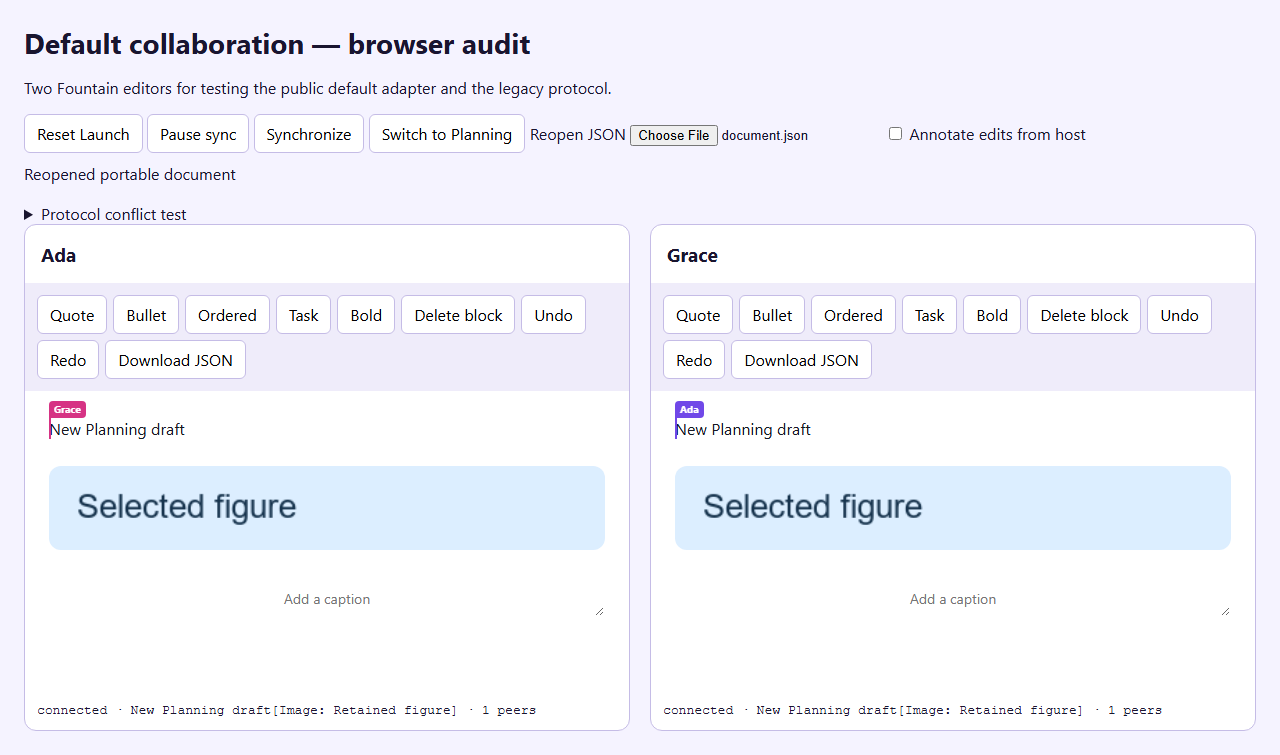 Default collaboration — browser audit
Two Fountain editors for testing the public default adapter and the legacy protocol.
Reset Launch Pause sync Synchronize Switch to Planning Reopen JSON Choose File document.json Annotate edits from host
Reopened portable document
Protocol conflict test
Ada
Quote Bullet Ordered Task Bold Delete block Undo
Redo Download JSON
Grace
New Planning draft
Selected figure
Add a caption
connected · New Planning draft[Image: Retained figure] · 1 peers
Grace
Quote Bullet Ordered Task Bold Delete block Undo
Redo Download JSON
Ada
New Planning draft
Selected figure
Add a caption
connected · New Planning draft[Image: Retained figure] · 1 peers